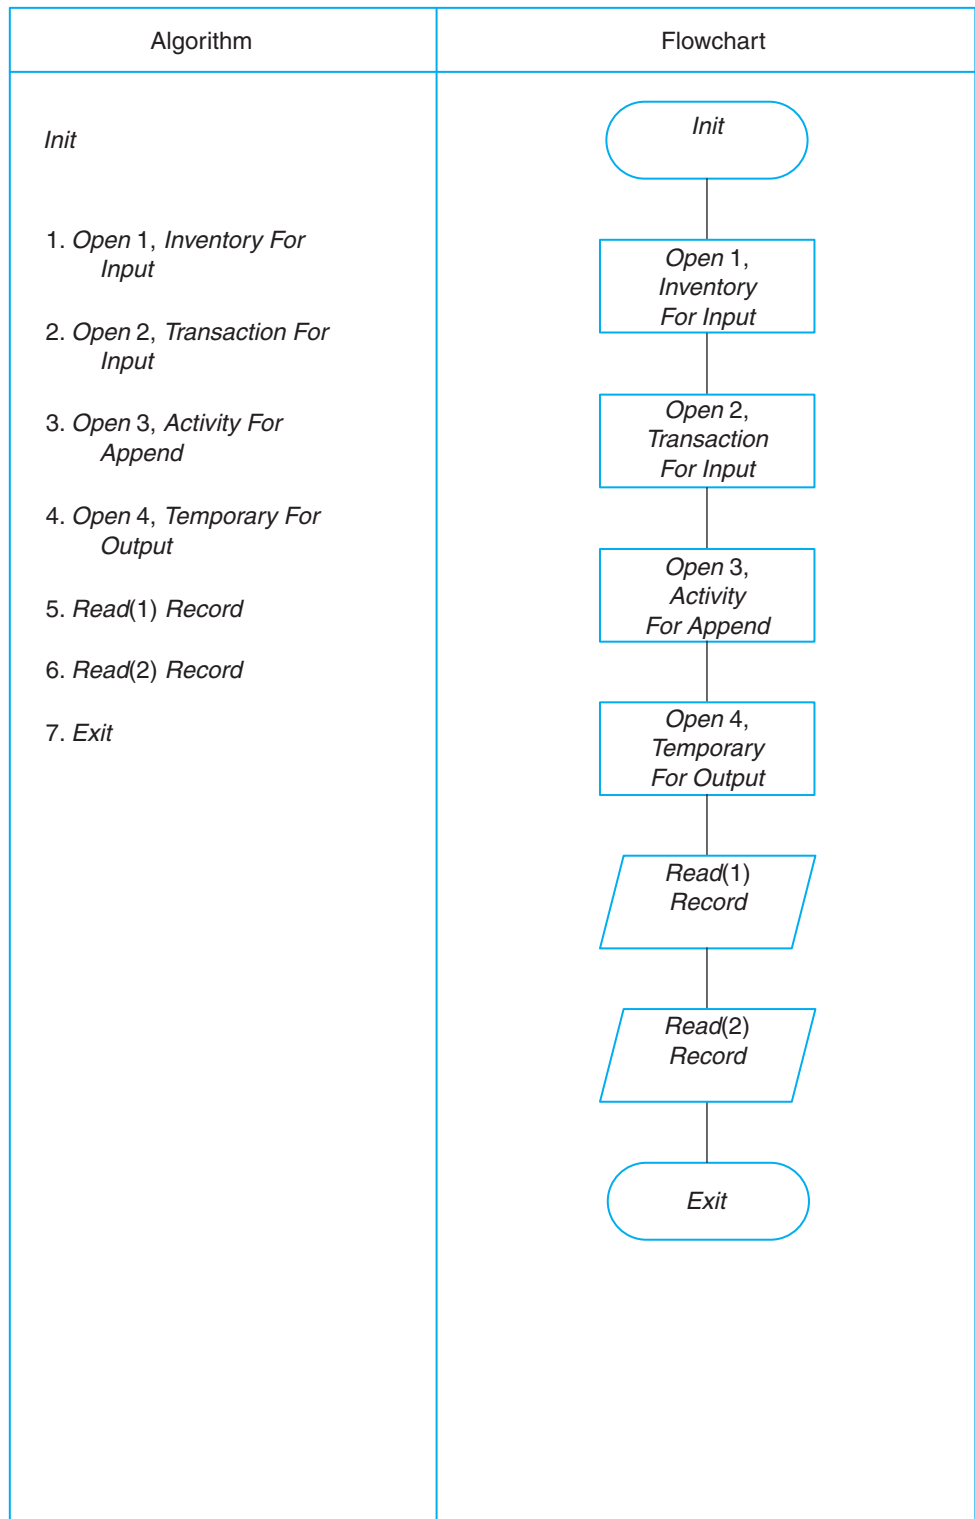 Algorithm
Flowchart
Init
1. Open 1, Inventory For
Input
2. Open 2, Transaction For
Input
3. Open 3, Activity For
Append
4. Open 4, Temporary For
Output
5. Read(1) Record
6. Read(2) Record
7. Exit
Init
Open 1,
Inventory
For Input
Open 2,
Transaction
For Input
Open 3,
Activity
For Append
Open 4,
Temporary
For Output
Read(1)
Record
Read(2)
Record
Exit